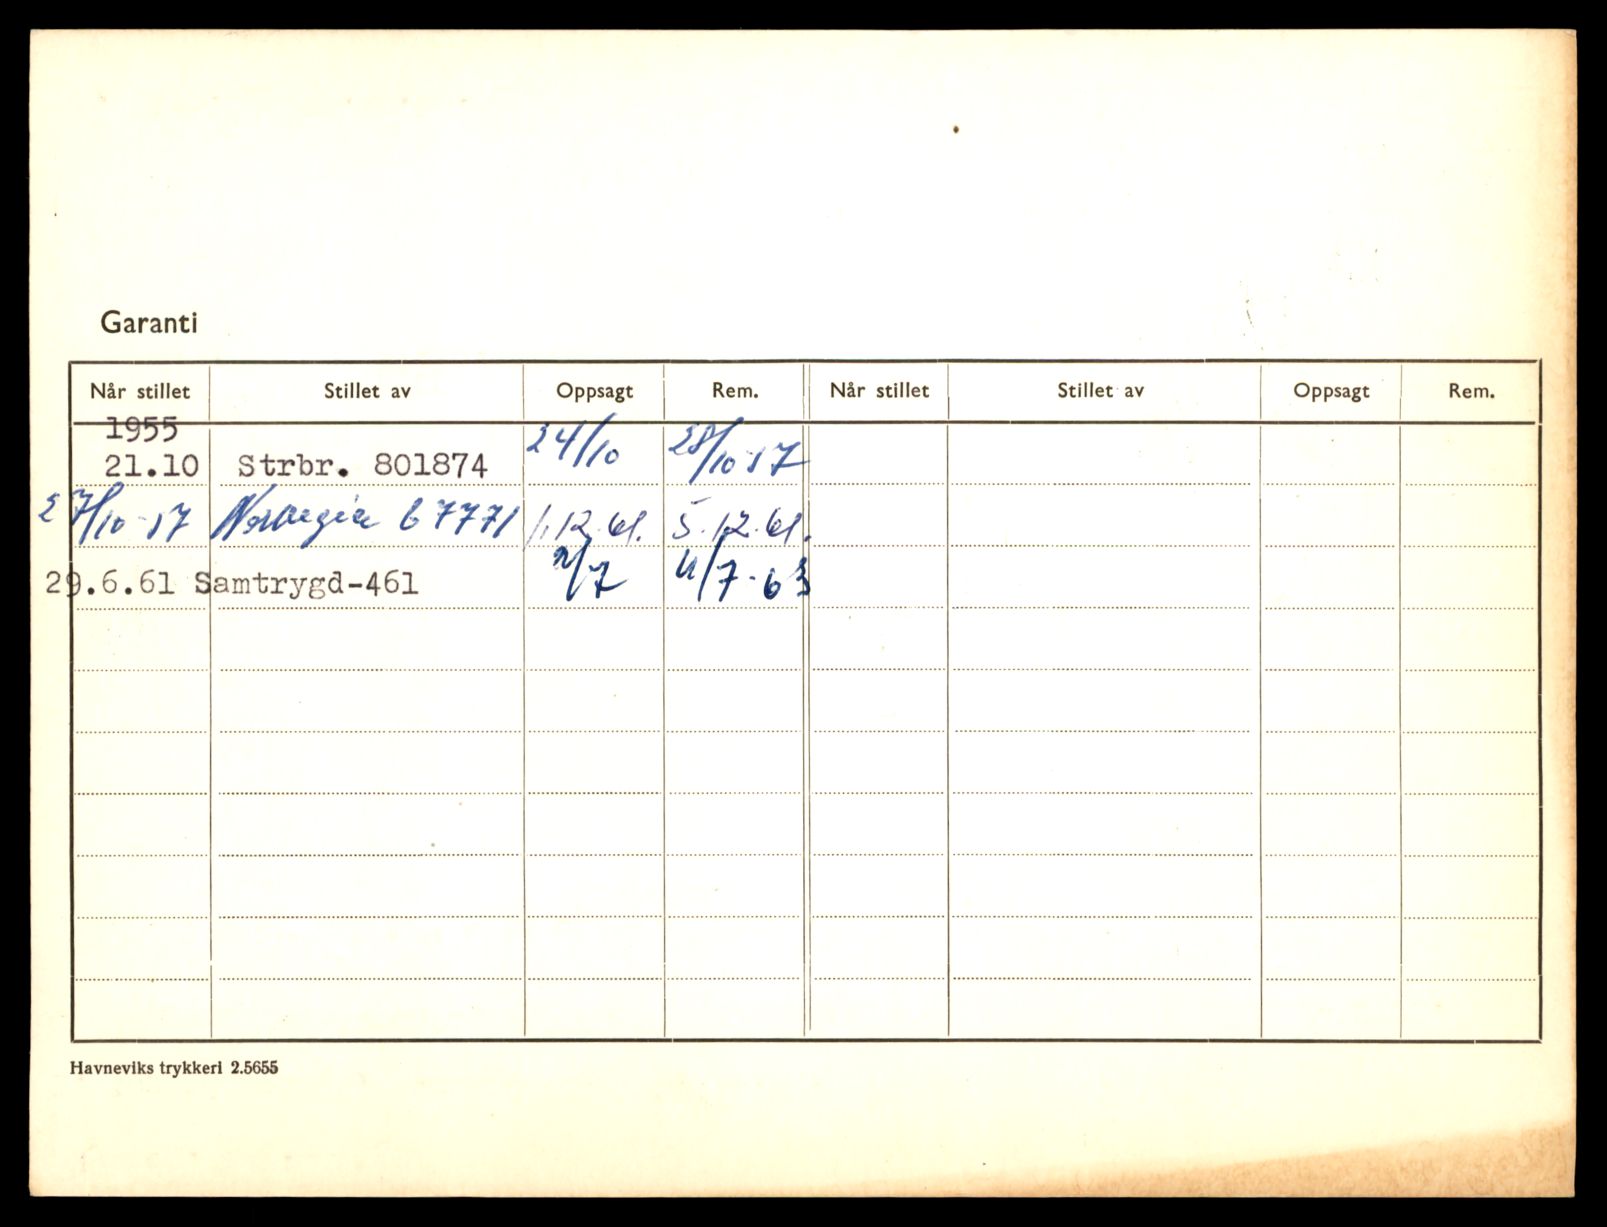 Garanti
Når stillet Stillet av Oppsagt Rem. Når stillet Stillet av Oppsagt Rem.
1955
21.10 Strbr. 801874 24/10 28/10 57
27/10 57 Norvegia 67771 1.12.61. 5.12.61.
29.6.61 Samtrygd-461 /7 4/7-63
Havneviks trykkeri 2.5655